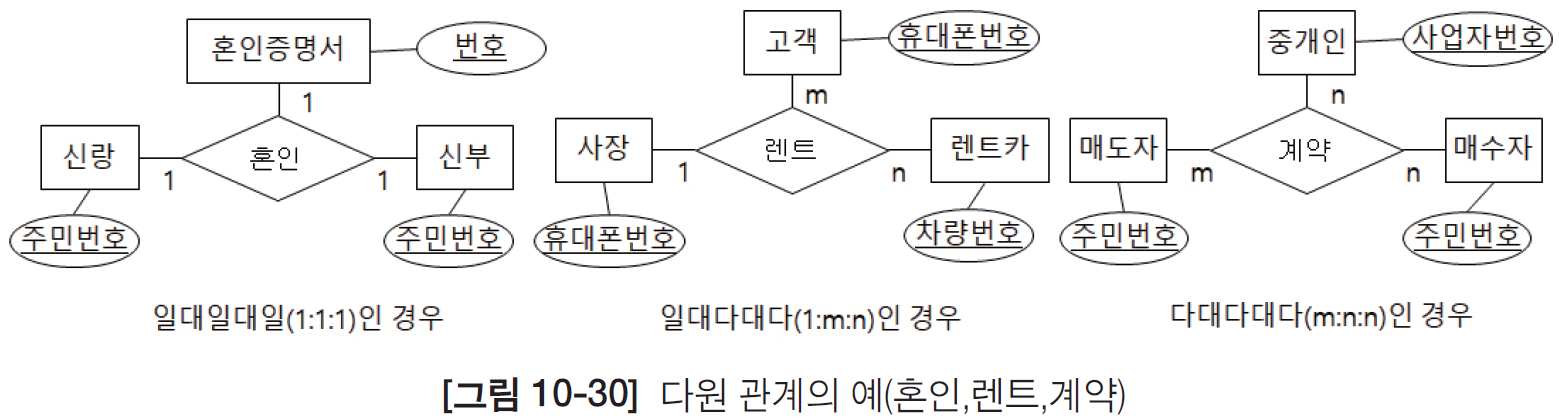 혼인증명서
번호
1
신랑
혼인
신부
1
1
주민번호
주민번호
일대일대일(1:1:1)인 경우
고객
휴대폰번호
m
사장
렌트
렌트카
1
n
휴대폰번호
차량번호
일대다대다(1:m:n)인 경우
중개인
사업자번호
n
매도자
계약
매수자
m
n
주민번호
주민번호
다대다대다(m:n:n)인 경우
[그림 10-30] 다원 관계의 예(혼인,렌트,계약)